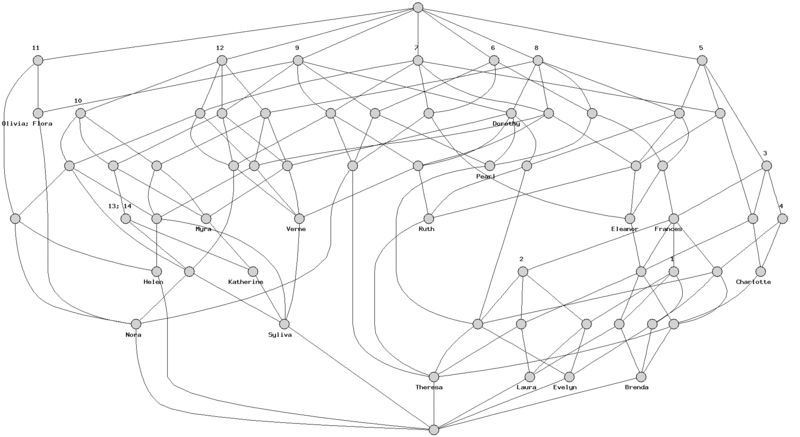 11
12
9
7
6
8
5
10
Olivia; Flora
Dorothy
Pearl
3
13; 14
4
Myra
Verne
Ruth
Eleanor
Frances
2
1
Helen
Katherine
Charlotte
Nora
Syliva
Theresa
Laura
Evelyn
Brenda